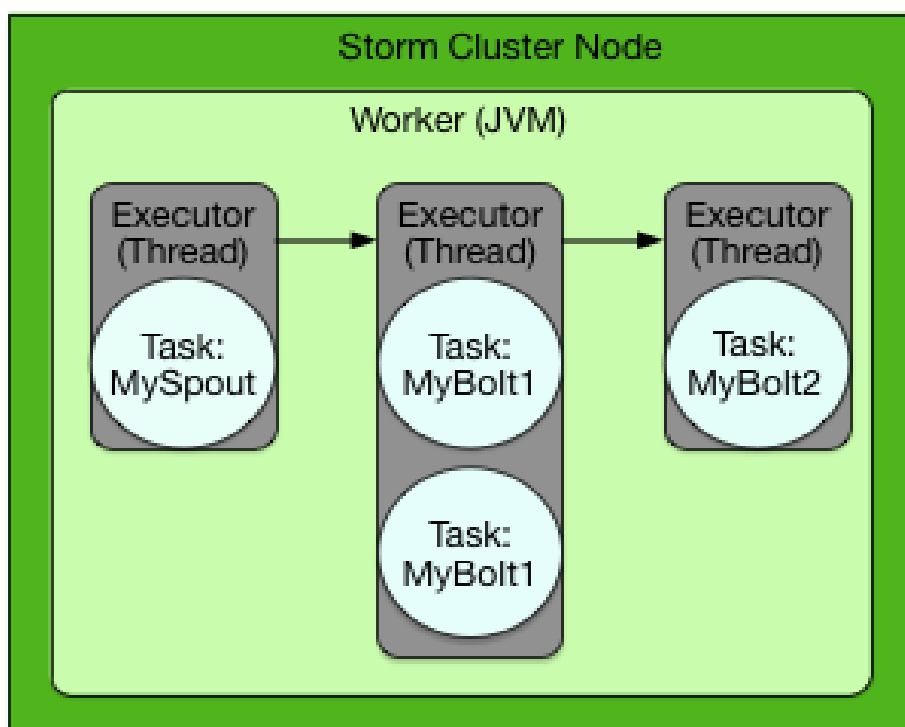 Storm Cluster Node
Worker (JVM)
Executor
(Thread)
Task:
MySpout
Executor
(Thread)
Task:
MyBolt1
Task:
MyBolt1
Executor
(Thread)
Task:
MyBolt2